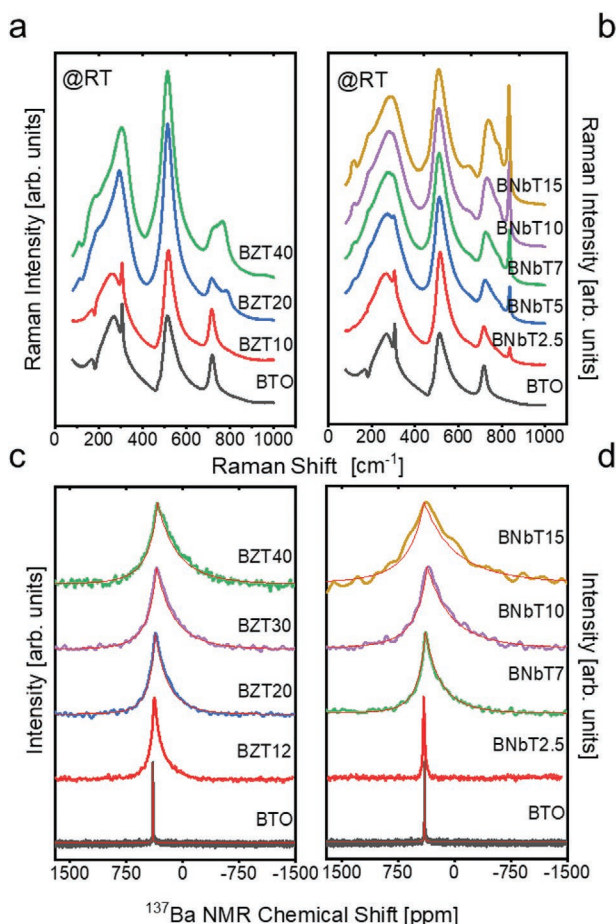 a
b
@RT
@RT
Raman Intensity [arb. units]
Raman Intensity [arb. units]
BZT40
BZT20
BZT10
BTO
BNbT15
BNbT10
BNbT7
BNbT5
BNbT2.5
BTO
0 200 400 600 800 1000
0 200 400 600 800 1000
Raman Shift [cm⁻¹]
c
d
Intensity [arb. units]
Intensity [arb. units]
BZT40
BZT30
BZT20
BZT12
BTO
BNbT15
BNbT10
BNbT7
BNbT2.5
BTO
750 0 -750 -1500
1500 750 0 -750 -1500
¹³⁷Ba NMR Chemical Shift [ppm]